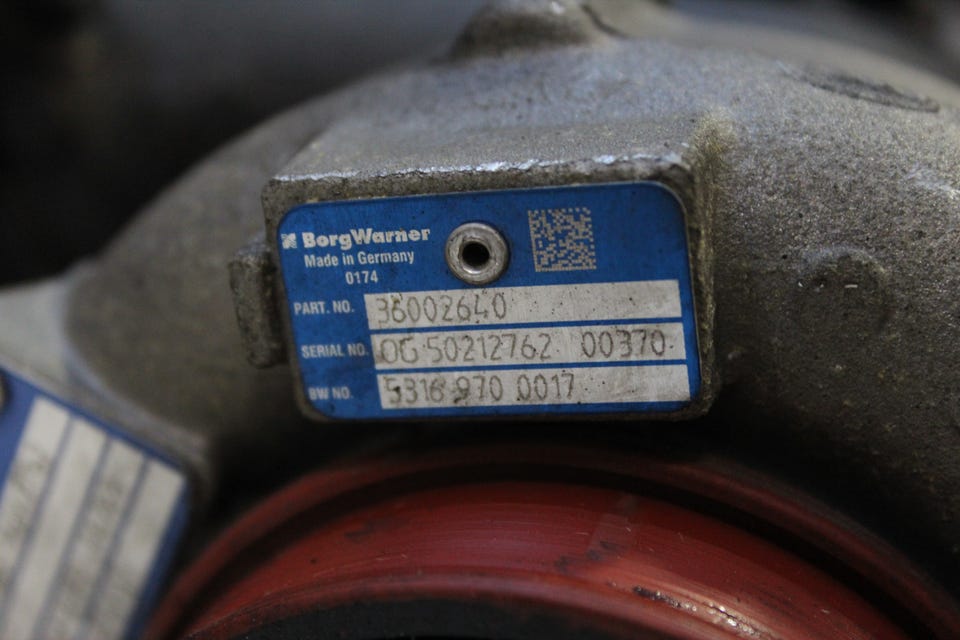 BorgWarner
Made in Germany
0174
PART. NO. 36002640
SERIAL NO. OG 50212762 00370
BW NO. 5316 970 0017